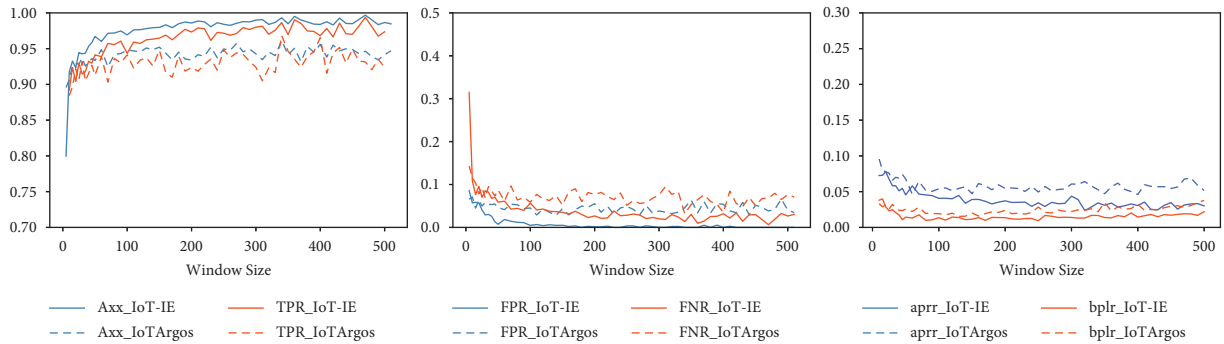 1.00
0.95
0.90
0.85
0.80
0.75
0.70
0 100 200 300 400 500
Window Size
Axx_IoT-IE TPR_IoT-IE
Axx_IoTArgos TPR_IoTArgos
0.5
0.4
0.3
0.2
0.1
0.0
0 100 200 300 400 500
Window Size
FPR_IoT-IE FNR_IoT-IE
FPR_IoTArgos FNR_IoTArgos
0.30
0.25
0.20
0.15
0.10
0.05
0.00
0 100 200 300 400 500
Window Size
aprr_IoT-IE bplr_IoT-IE
aprr_IoTArgos bplr_IoTArgos